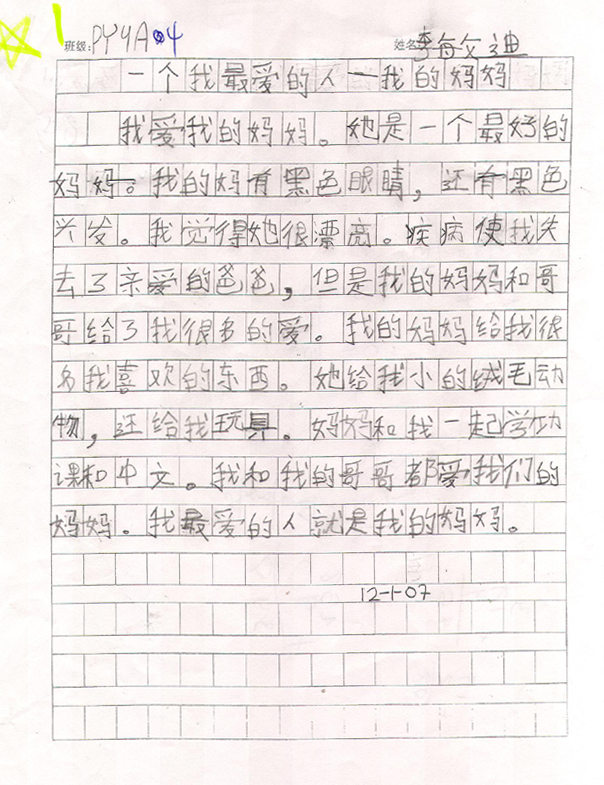 班级: PY4A04 姓名: 李每文迪
一个我最爱的人—我的妈妈
我爱我的妈妈。她是一个最好的
妈妈。我的妈有黑色眼睛，还有黑色
头发。我觉得她很漂亮。疾病使我失
去了亲爱的爸爸，但是我的妈妈和哥
哥给了我很多的爱。我的妈妈给我很
多我喜欢的东西。她给我小的绒毛动
物，还给我玩具。妈妈和我一起学功
课和中文。我和我的哥哥都爱我们的
妈妈。我最爱的人就是我的妈妈。
12-1-07